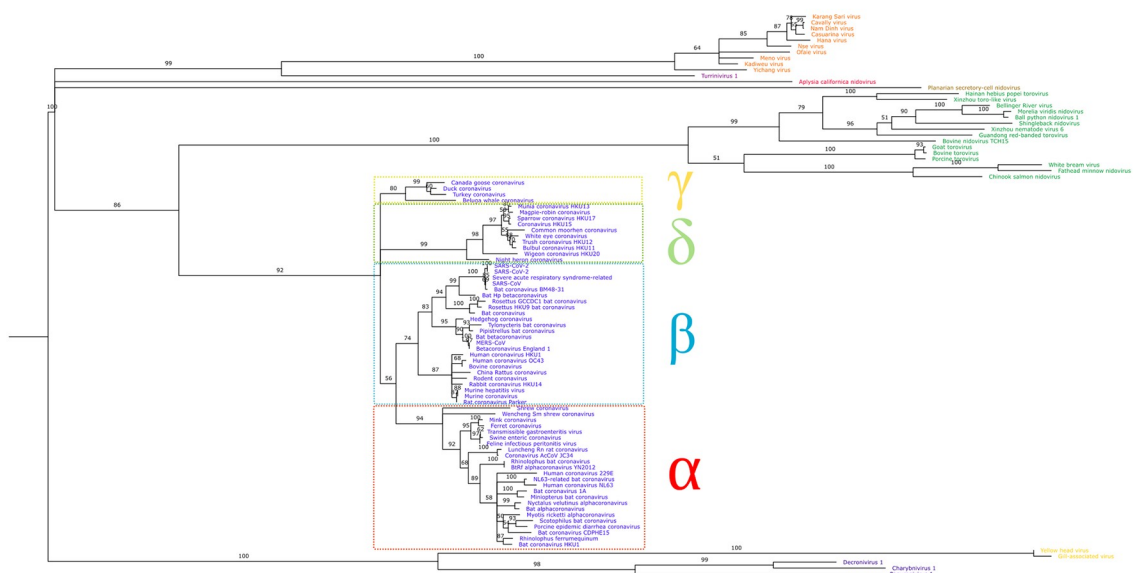 Karang Sari virus
Cavally virus
Nam Dinh virus
Casuarina virus
Hana virus
Nse virus
Ofaie virus
Meno virus
Kadiweu virus
Yichang virus
Turrinivirus 1
Aplysia californica nidovirus
Planarian secretory-cell nidovirus
Hainan hebius popei torovirus
Xinzhou toro-like virus
Bellinger River virus
Morelia viridis nidovirus
Ball python nidovirus 1
Shingleback nidovirus
Xinzhou nematode virus 6
Guangdong red-banded torovirus
Bovine nidovirus TCH15
Goat torovirus
Bovine torovirus
Porcine torovirus
White bream virus
Fathead minnow nidovirus
Chinook salmon nidovirus
Canada goose coronavirus
Duck coronavirus
Turkey coronavirus
Beluga whale coronavirus
γ
Munia coronavirus HKU13
Magpie-robin coronavirus
Sparrow coronavirus HKU17
Coronavirus HKU15
Common moorhen coronavirus
White eye coronavirus
Trush coronavirus HKU12
Bulbul coronavirus HKU11
Wigeon coronavirus HKU20
Night heron coronavirus
δ
SARS-CoV-2
SARS-CoV-2
Severe acute respiratory syndrome-related
SARS-CoV
Bat coronavirus BM48-31
Bat Hp betacoronavirus
Rosettus GCCDC1 bat coronavirus
Rosettus HKU9 bat coronavirus
Bat coronavirus
Hedgehog coronavirus
Tylonycteris bat coronavirus
Pipistrellus bat coronavirus
Bat betacoronavirus
MERS-CoV
Betacoronavirus England 1
Human coronavirus HKU1
Human coronavirus OC43
Bovine coronavirus
China Rattus coronavirus
Rodent coronavirus
Rabbit coronavirus HKU14
Murine hepatitis virus
Murine coronavirus
Rat coronavirus Parker
β
Shrew coronavirus
Wencheng Sm shrew coronavirus
Mink coronavirus
Ferret coronavirus
Transmissible gastroenteritis virus
Swine enteric coronavirus
Feline infectious peritonitis virus
Lucheng Rn rat coronavirus
Coronavirus AcCoV JC34
Rhinolophus bat coronavirus
BtRf alphacoronavirus YN2012
Human coronavirus 229E
NL63-related bat coronavirus
Human coronavirus NL63
Bat coronavirus 1A
Miniopterus bat coronavirus
Nyctalus velutinus alphacoronavirus
Bat alphacoronavirus
Myotis ricketti alphacoronavirus
Scotophilus bat coronavirus
Porcine epidemic diarrhea coronavirus
Bat coronavirus CDPHE15
Rhinolophus ferrumequinum
Bat coronavirus HKU1
α
Yellow head virus
Gill-associated virus
Decronivirus 1
Charybnivirus 1